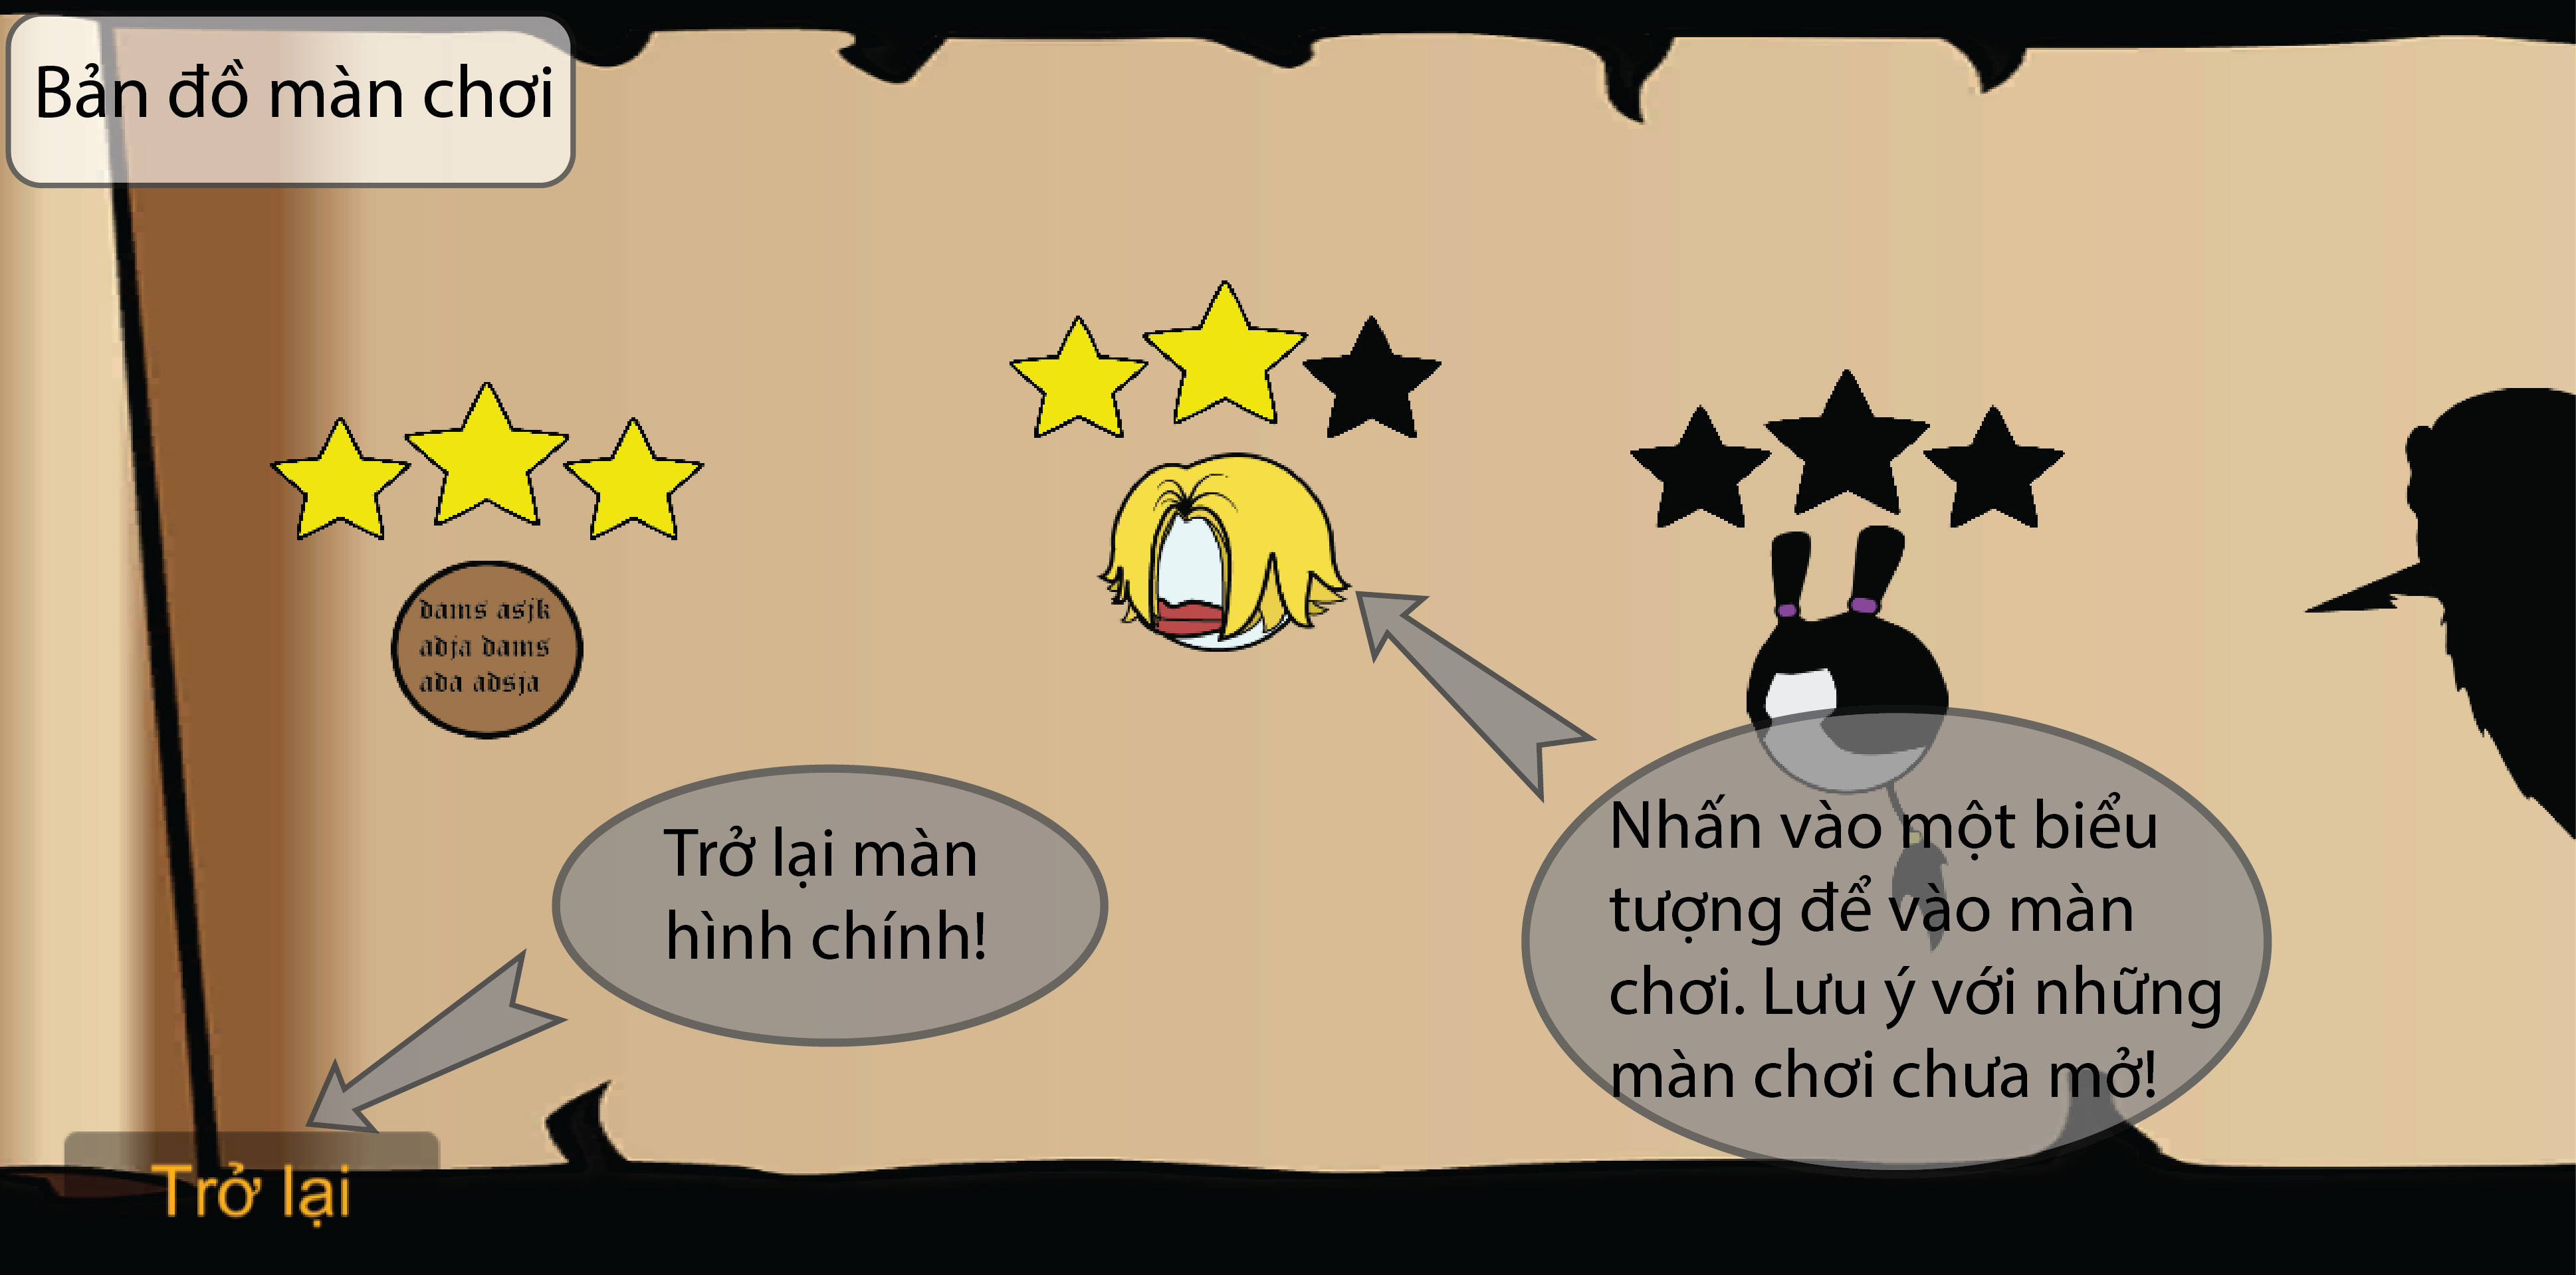 Bản đồ màn chơi
dams asjk
adja dams
ada adsja
Trở lại màn
hình chính!
Nhấn vào một biểu
tượng để vào màn
chơi. Lưu ý với những
màn chơi chưa mở!
Trở lại